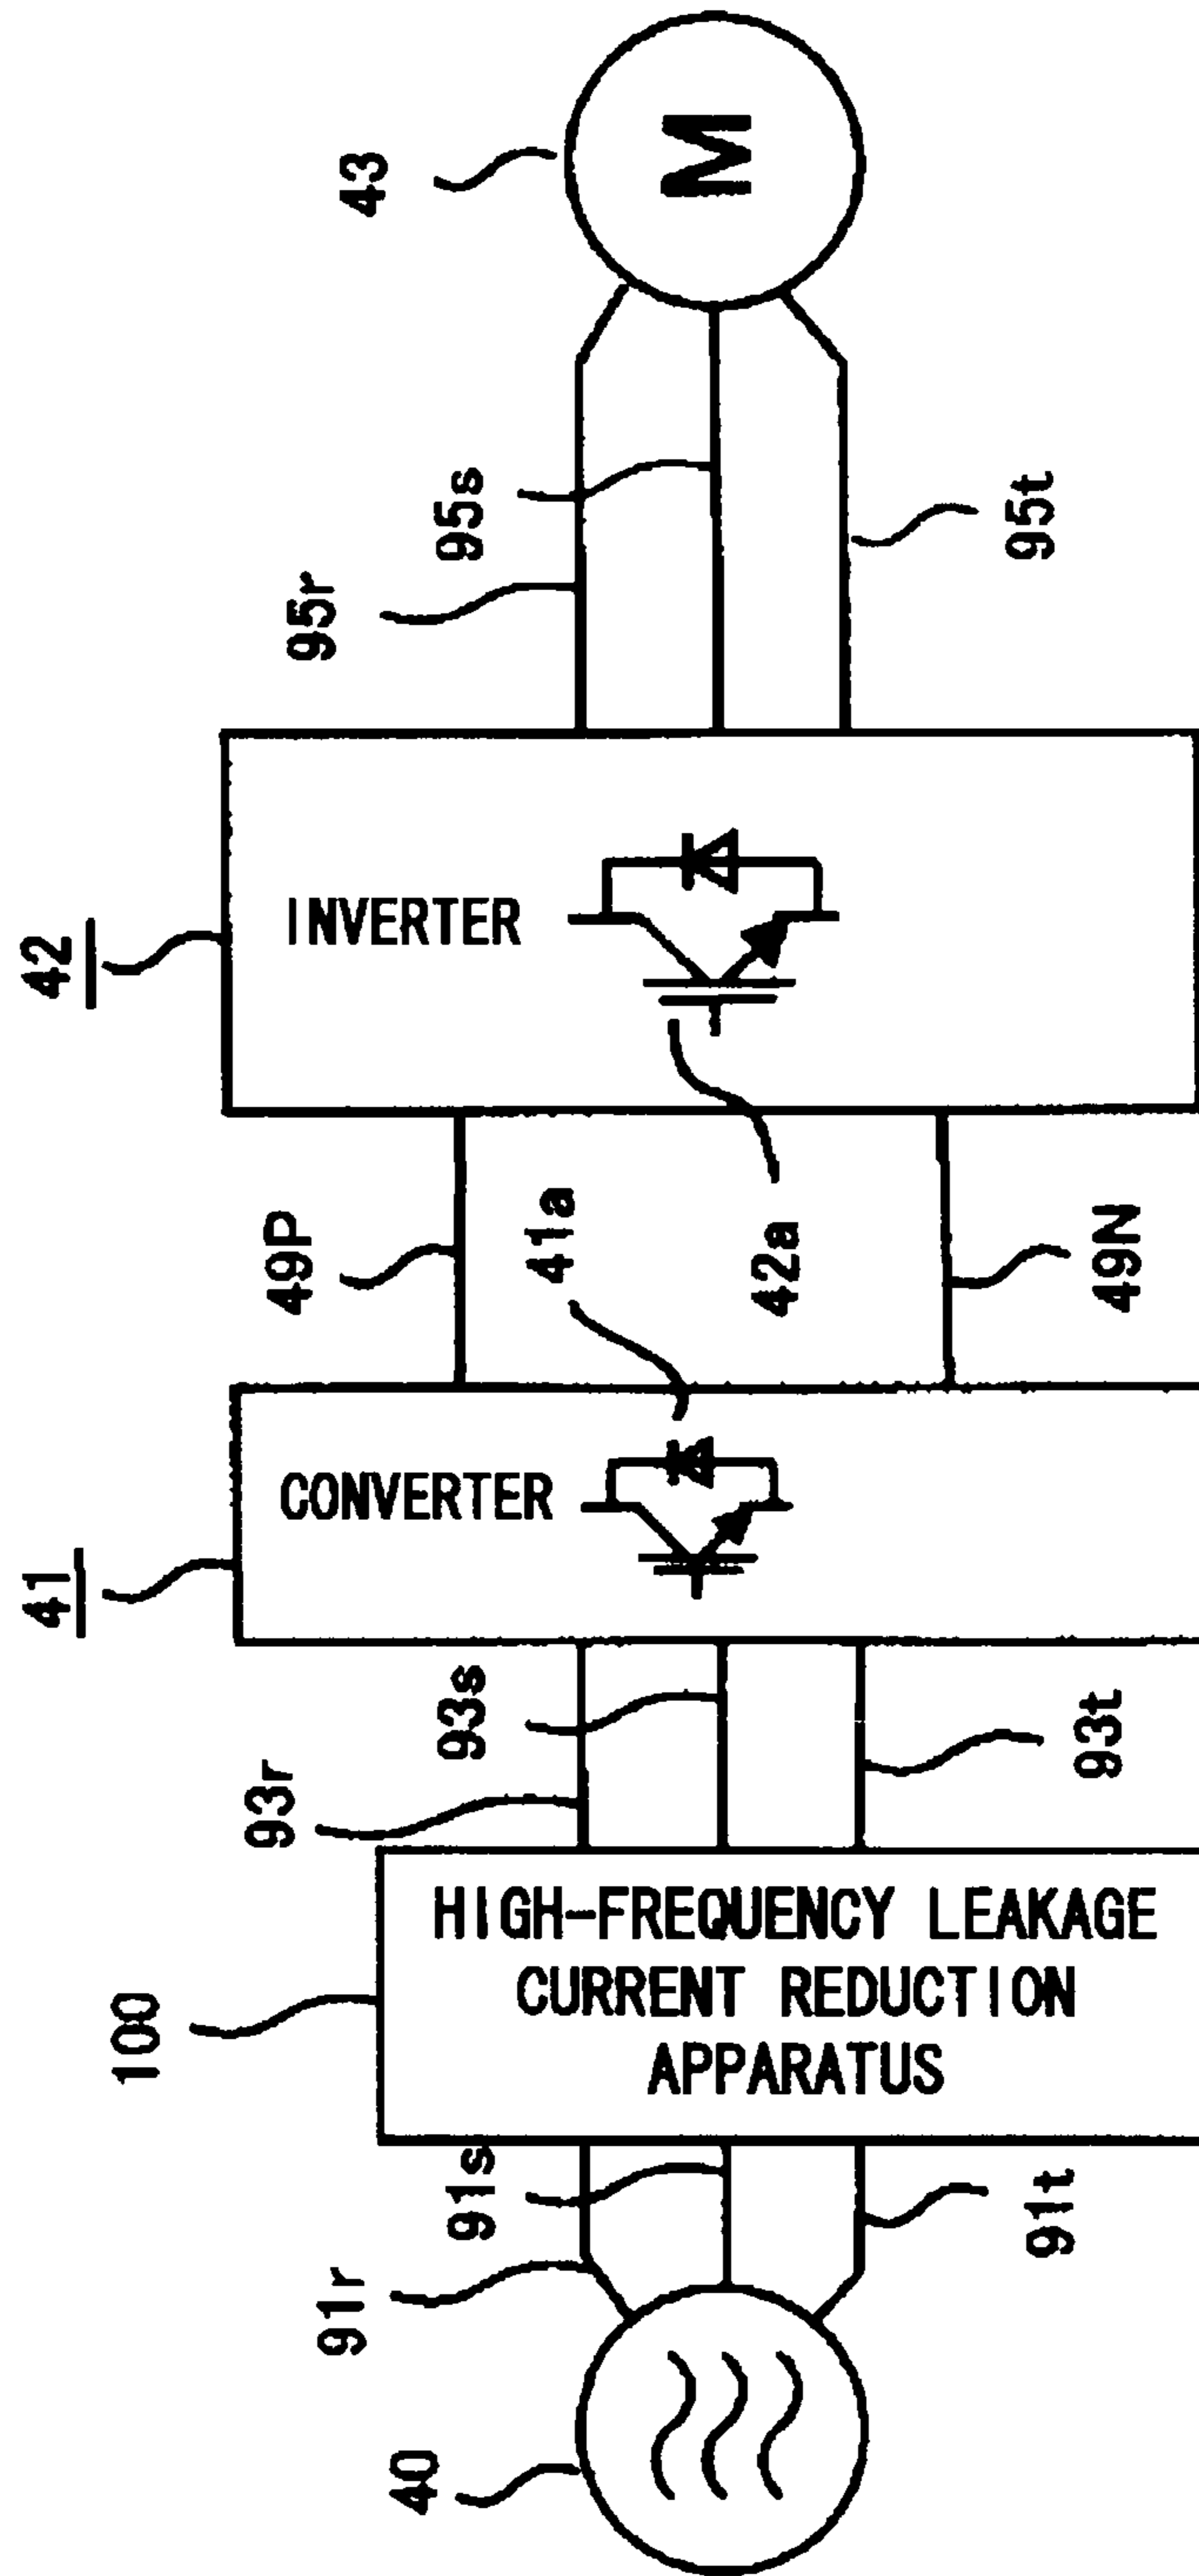 40
91r
91s
91t
100
HIGH-FREQUENCY LEAKAGE
CURRENT REDUCTION
APPARATUS
93r
93s
93t
41
CONVERTER
41a
49P
49N
42
INVERTER
42a
95r
95s
95t
43
M